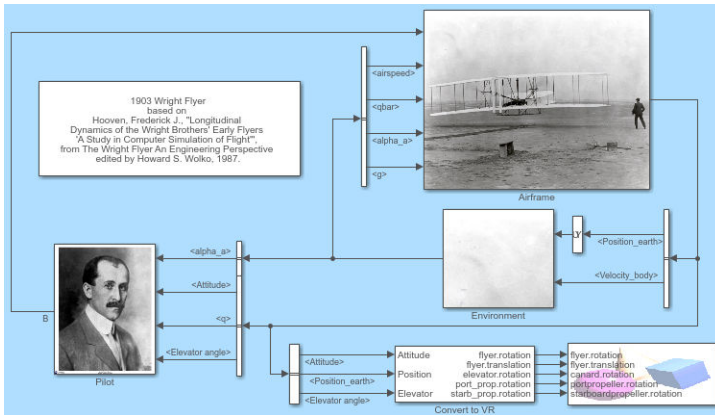 <airspeed>
<qbar>
<alpha_a>
<g>
Airframe
1903 Wright Flyer
based on
Hooven, Frederick J., "Longitudinal
Dynamics of the Wright Brothers' Early Flyers
'A Study in Computer Simulation of Flight'",
from The Wright Flyer An Engineering Perspective
edited by Howard S. Wolko, 1987.
<Position_earth>
<Velocity_body>
Environment
<alpha_a>
<Attitude>
<q>
<Elevator angle>
B
Pilot
<Attitude>
<Position_earth>
<Elevator angle>
Attitude flyer.rotation
flyer.translation
Position elevator.rotation
port_prop.rotation
Elevator starb_prop.rotation
Convert to VR
flyer.rotation
flyer.translation
canard.rotation
portpropeller.rotation
starboardpropeller.rotation